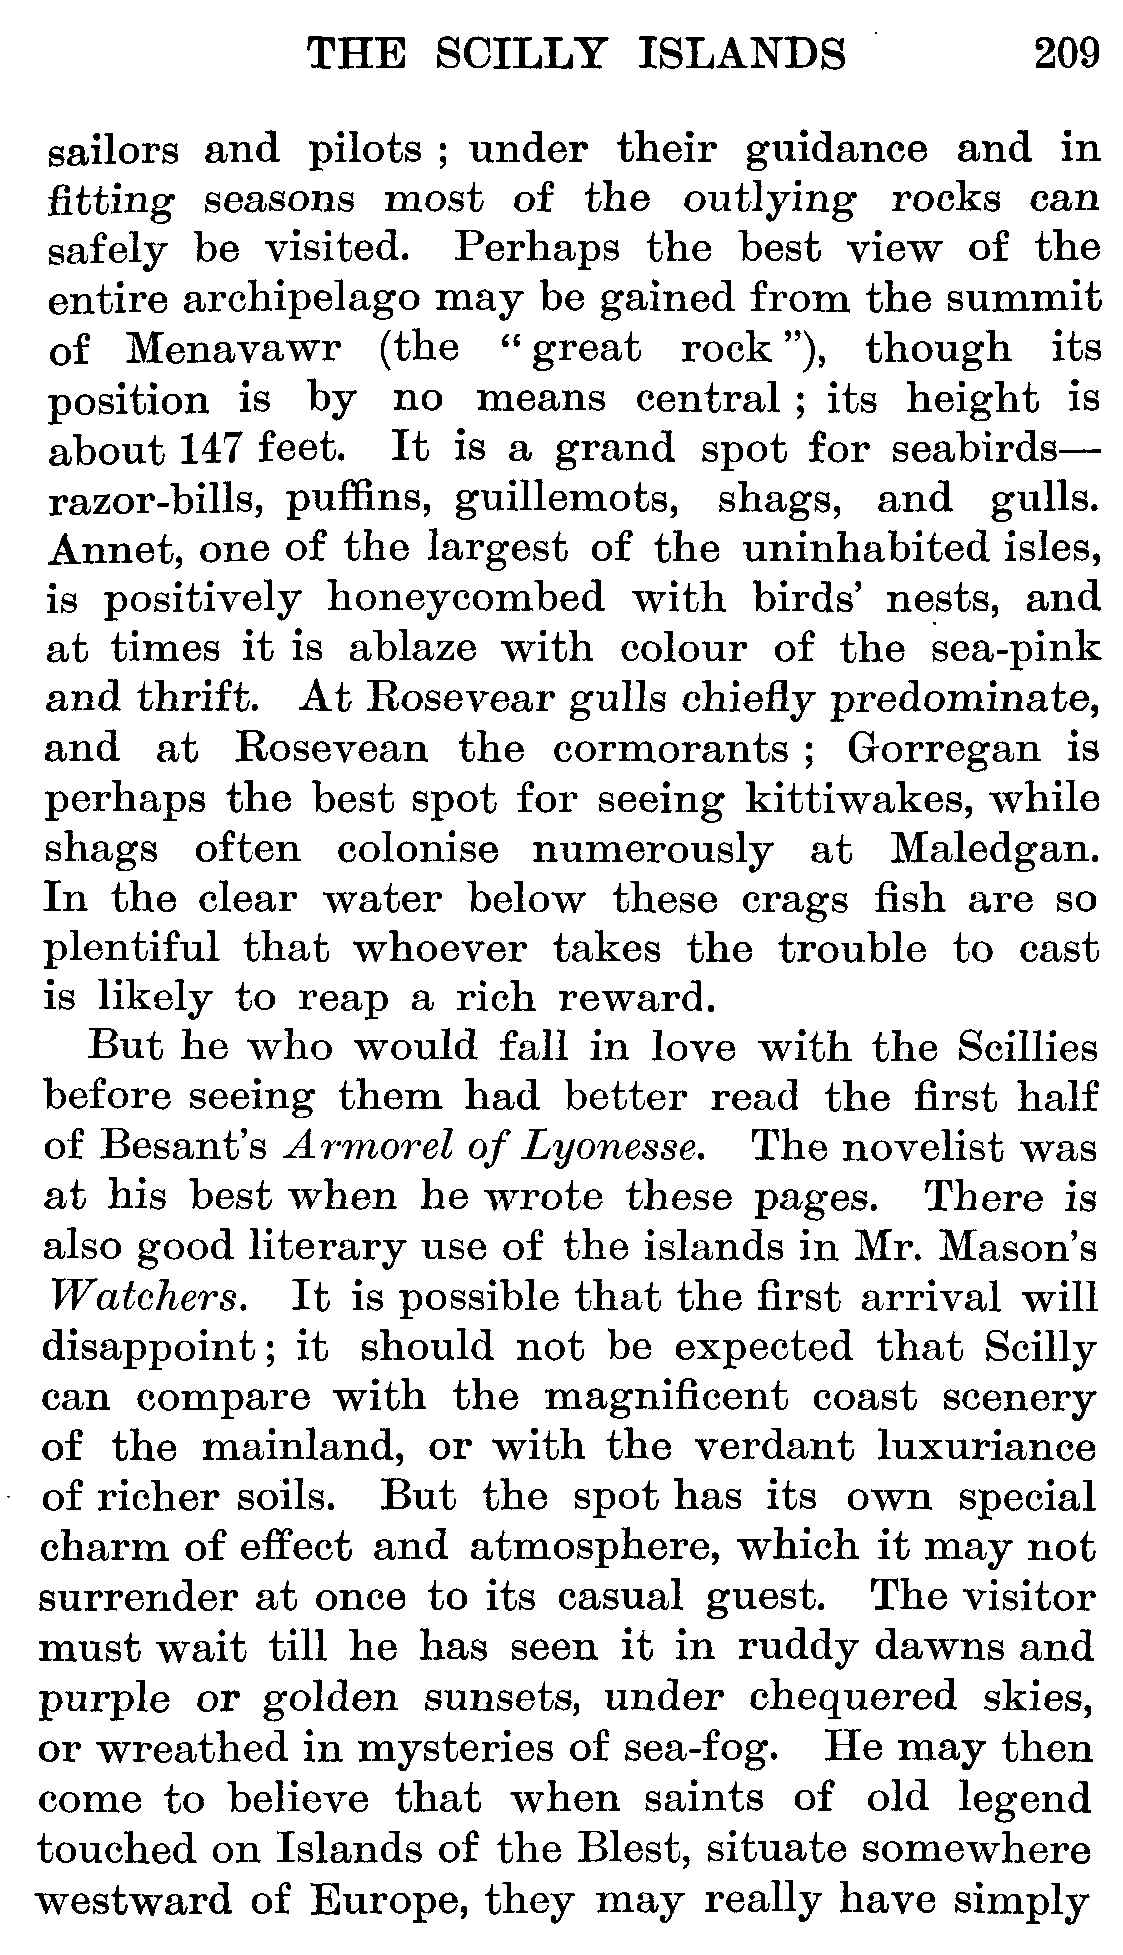 THE SCILLY ISLANDS 209
sailors and pilots ; under their guidance and in
fitting seasons most of the outlying rocks can
safely be visited. Perhaps the best view of the
entire archipelago may be gained from the summit
of Menavawr (the “ great rock ”), though its
position is by no means central ; its height is
about 147 feet. It is a grand spot for seabirds—
razor-bills, puffins, guillemots, shags, and gulls.
Annet, one of the largest of the uninhabited isles,
is positively honeycombed with birds’ nests, and
at times it is ablaze with colour of the sea-pink
and thrift. At Rosevear gulls chiefly predominate,
and at Rosevean the cormorants ; Gorregan is
perhaps the best spot for seeing kittiwakes, while
shags often colonise numerously at Maledgan.
In the clear water below these crags fish are so
plentiful that whoever takes the trouble to cast
is likely to reap a rich reward.
But he who would fall in love with the Scillies
before seeing them had better read the first half
of Besant’s Armorel of Lyonesse. The novelist was
at his best when he wrote these pages. There is
also good literary use of the islands in Mr. Mason’s
Watchers. It is possible that the first arrival will
disappoint ; it should not be expected that Scilly
can compare with the magnificent coast scenery
of the mainland, or with the verdant luxuriance
of richer soils. But the spot has its own special
charm of effect and atmosphere, which it may not
surrender at once to its casual guest. The visitor
must wait till he has seen it in ruddy dawns and
purple or golden sunsets, under chequered skies,
or wreathed in mysteries of sea-fog. He may then
come to believe that when saints of old legend
touched on Islands of the Blest, situate somewhere
westward of Europe, they may really have simply